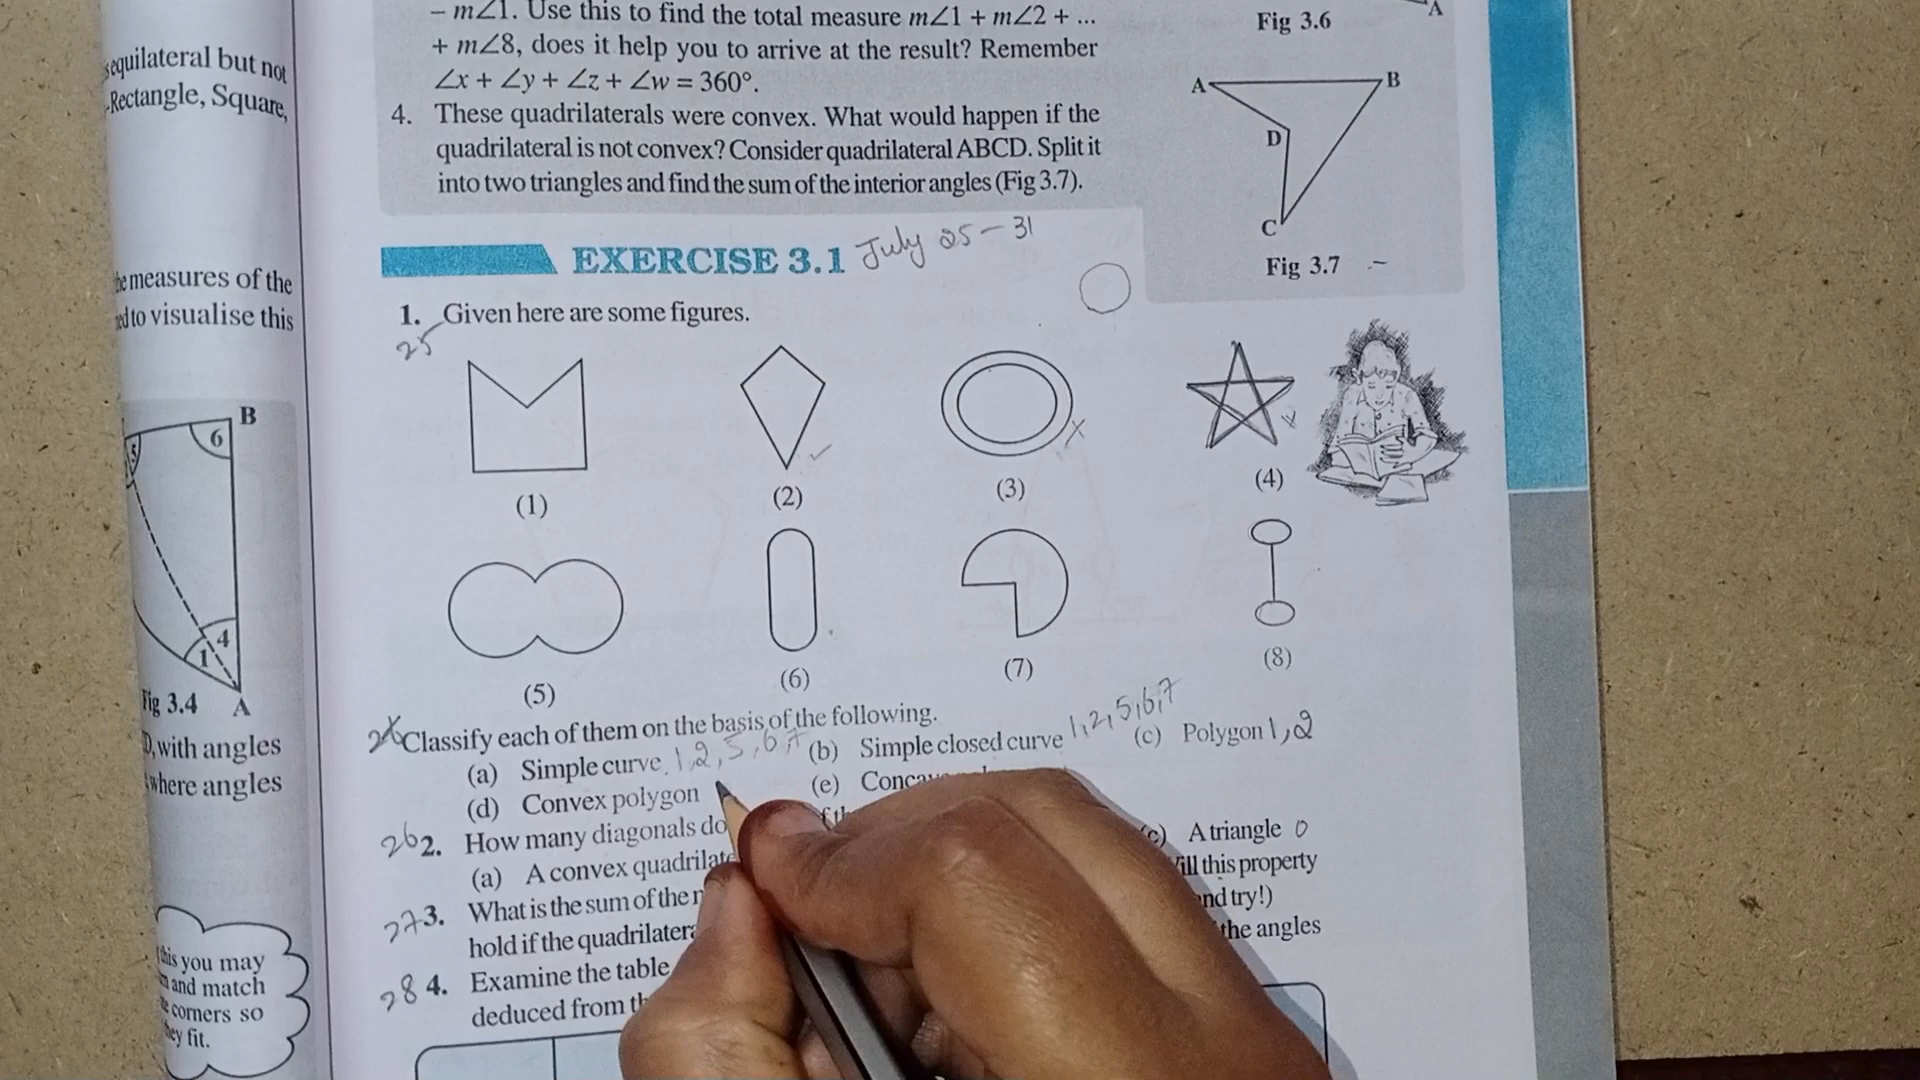 equilateral but not
Rectangle, Square,
measures of the
to visualise this
B
6
5
4
1
Fig 3.4
A
, with angles
where angles
this you may
and match
corners so
they fit.
– m∠1. Use this to find the total measure m∠1 + m∠2 + ...
+ m∠8, does it help you to arrive at the result? Remember
∠x + ∠y + ∠z + ∠w = 360°.
4. These quadrilaterals were convex. What would happen if the
quadrilateral is not convex? Consider quadrilateral ABCD. Split it
into two triangles and find the sum of the interior angles (Fig 3.7).
A
Fig 3.6
A
B
D
C
Fig 3.7
EXERCISE 3.1 July 25 – 31
1. Given here are some figures.
25
(1)
(2)
(3)
(4)
(5)
(6)
(7)
(8)
Classify each of them on the basis of the following.
(a) Simple curve 1,2,5,6,7 (b) Simple closed curve 1,2,5,6,7 (c) Polygon 1,2
(d) Convex polygon (e)
26 2. How many diagonals do (c) A triangle 0
(a) A convex
27 3. What is the sum of the this property
hold if the and try!)
28 4. Examine the table the angles
deduced from